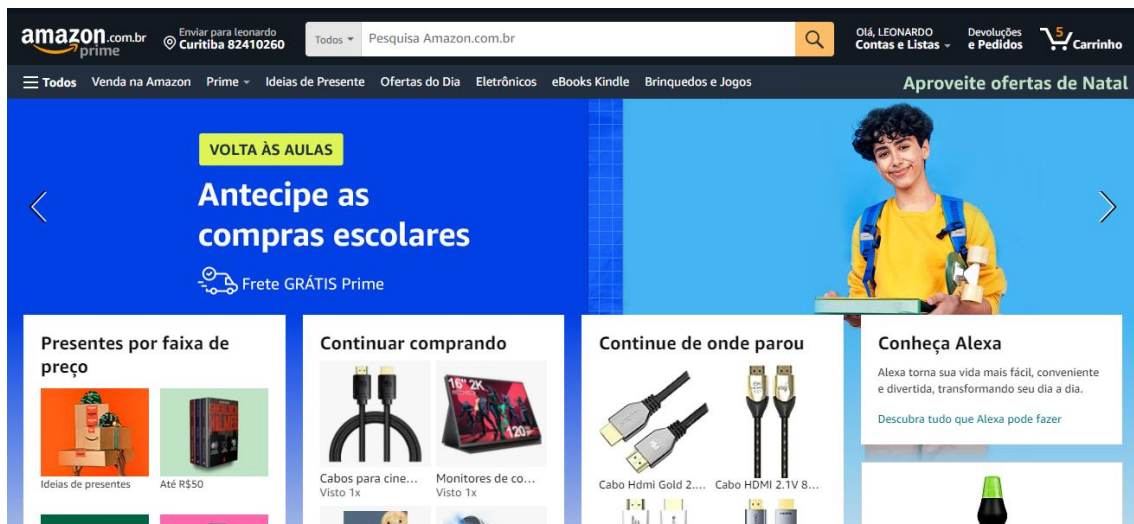 amazon.com.br
prime
Enviar para leonardo
Curitiba 82410260
Todos
Pesquisa Amazon.com.br
Olá, LEONARDO
Contas e Listas
Devoluções
e Pedidos
5
Carrinho
Todos
Venda na Amazon
Prime
Ideias de Presente
Ofertas do Dia
Eletrônicos
eBooks Kindle
Brinquedos e Jogos
Aproveite ofertas de Natal
VOLTA ÀS AULAS
Antecipe as
compras escolares
Frete GRÁTIS Prime
Presentes por faixa de
preço
Ideias de presentes
Até R$50
Continuar comprando
16" 2K
120
Cabos para cine...
Visto 1x
Monitores de co...
Visto 1x
Continue de onde parou
Cabo Hdmi Gold 2....
Cabo HDMI 2.1V 8...
Conheça Alexa
Alexa torna sua vida mais fácil, conveniente
e divertida, transformando seu dia a dia.
Descubra tudo que Alexa pode fazer